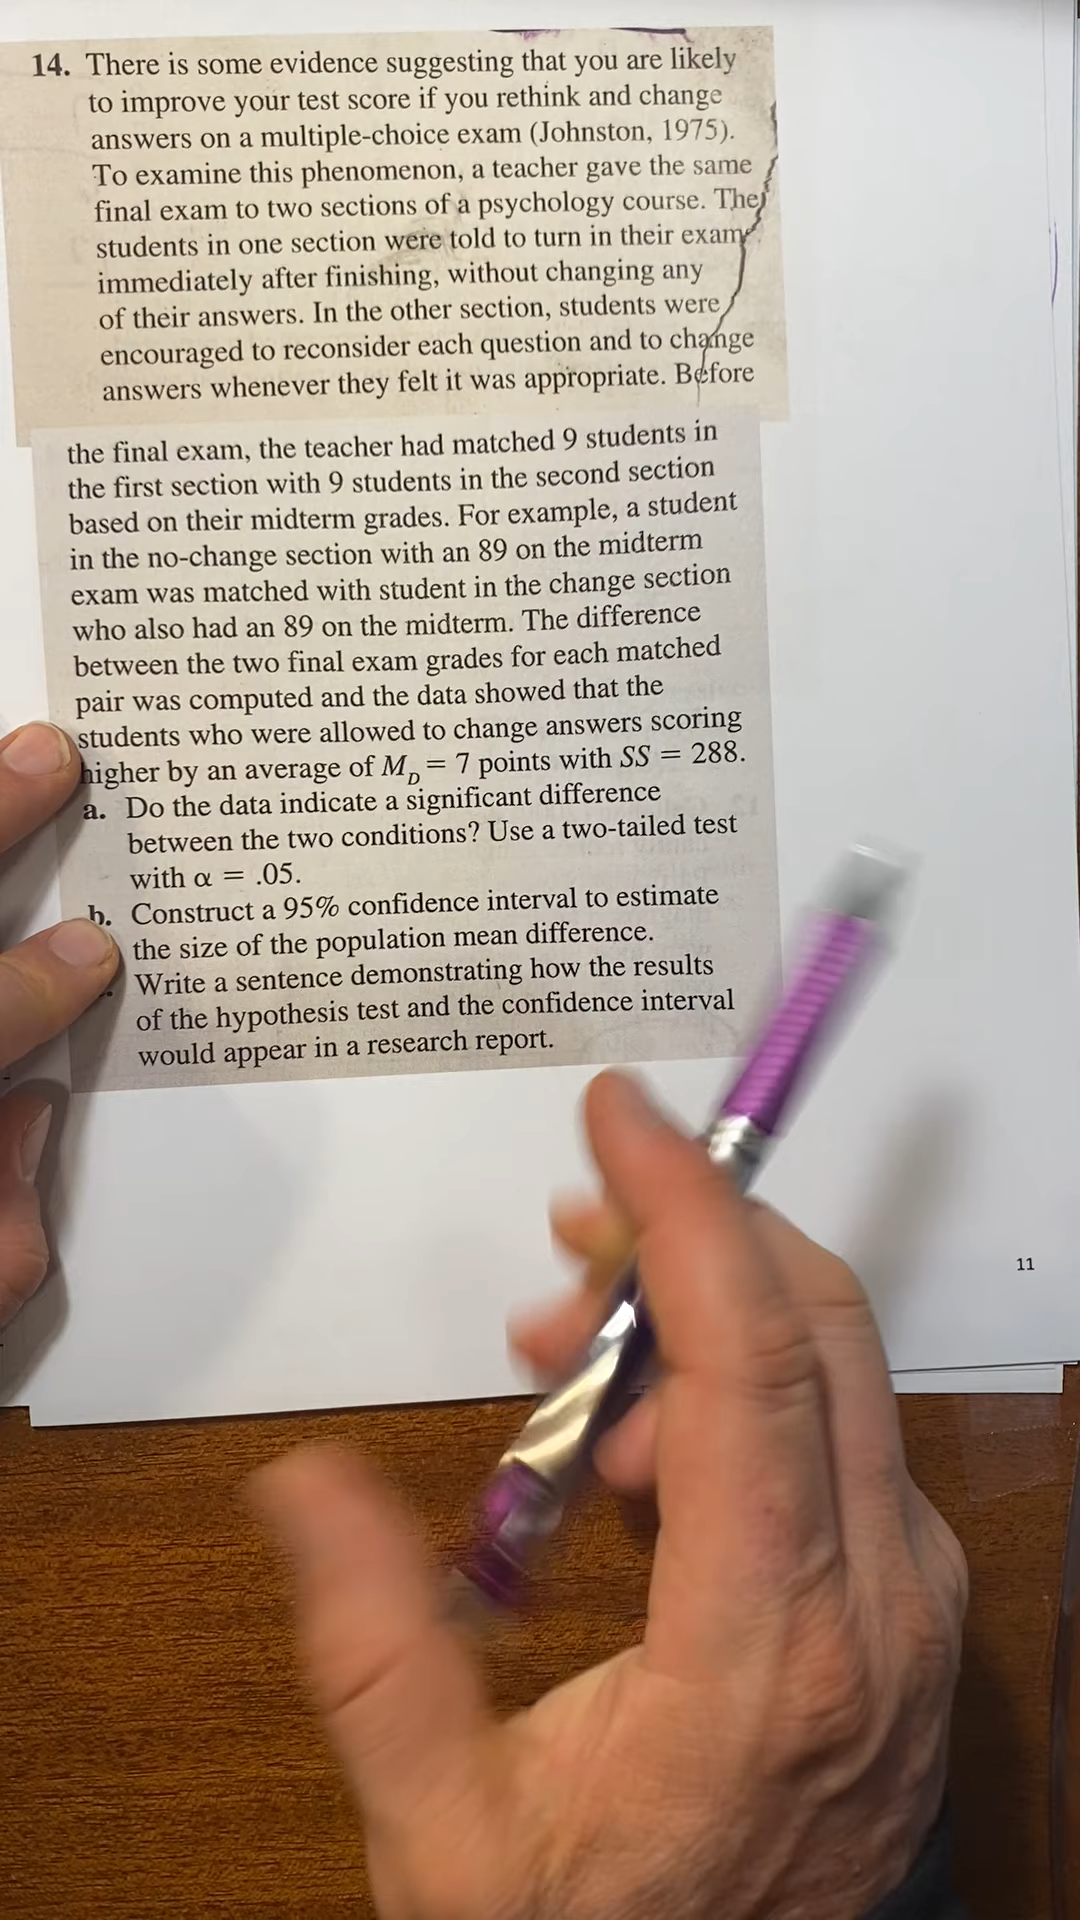 14. There is some evidence suggesting that you are likely
to improve your test score if you rethink and change
answers on a multiple-choice exam (Johnston, 1975).
To examine this phenomenon, a teacher gave the same
final exam to two sections of a psychology course. The
students in one section were told to turn in their exam
immediately after finishing, without changing any
of their answers. In the other section, students were
encouraged to reconsider each question and to change
answers whenever they felt it was appropriate. Before
the final exam, the teacher had matched 9 students in
the first section with 9 students in the second section
based on their midterm grades. For example, a student
in the no-change section with an 89 on the midterm
exam was matched with student in the change section
who also had an 89 on the midterm. The difference
between the two final exam grades for each matched
pair was computed and the data showed that the
students who were allowed to change answers scoring
higher by an average of M_D = 7 points with SS = 288.
a. Do the data indicate a significant difference
between the two conditions? Use a two-tailed test
with α = .05.
b. Construct a 95% confidence interval to estimate
the size of the population mean difference.
Write a sentence demonstrating how the results
of the hypothesis test and the confidence interval
would appear in a research report.
11